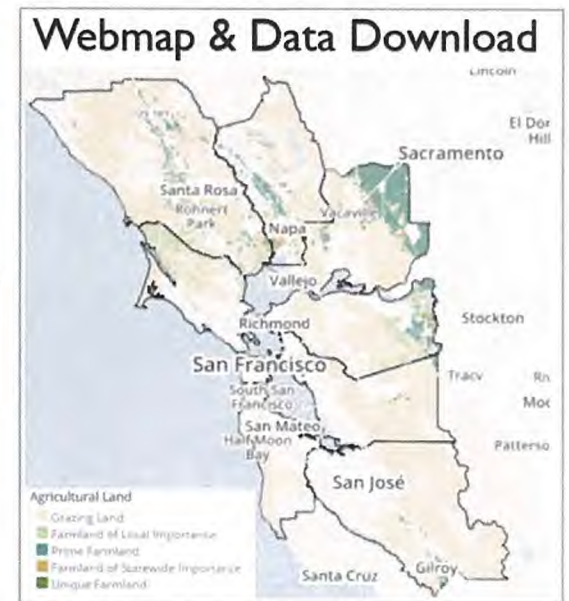 Webmap & Data Download
Lincoln
El Dor
Hill
Sacramento
Santa Rosa
Rohnert
Park
Vacaville
Napa
Vallejo
Stockton
Richmond
San Francisco
Tracy
South San
Francisco
San Mateo
Half Moon
Bay
Patterso
San José
Agricultural Land
Grazing Land
Farmland of Local Importance
Prime Farmland
Farmland of Statewide Importance
Unique Farmland
Santa Cruz
Gilroy